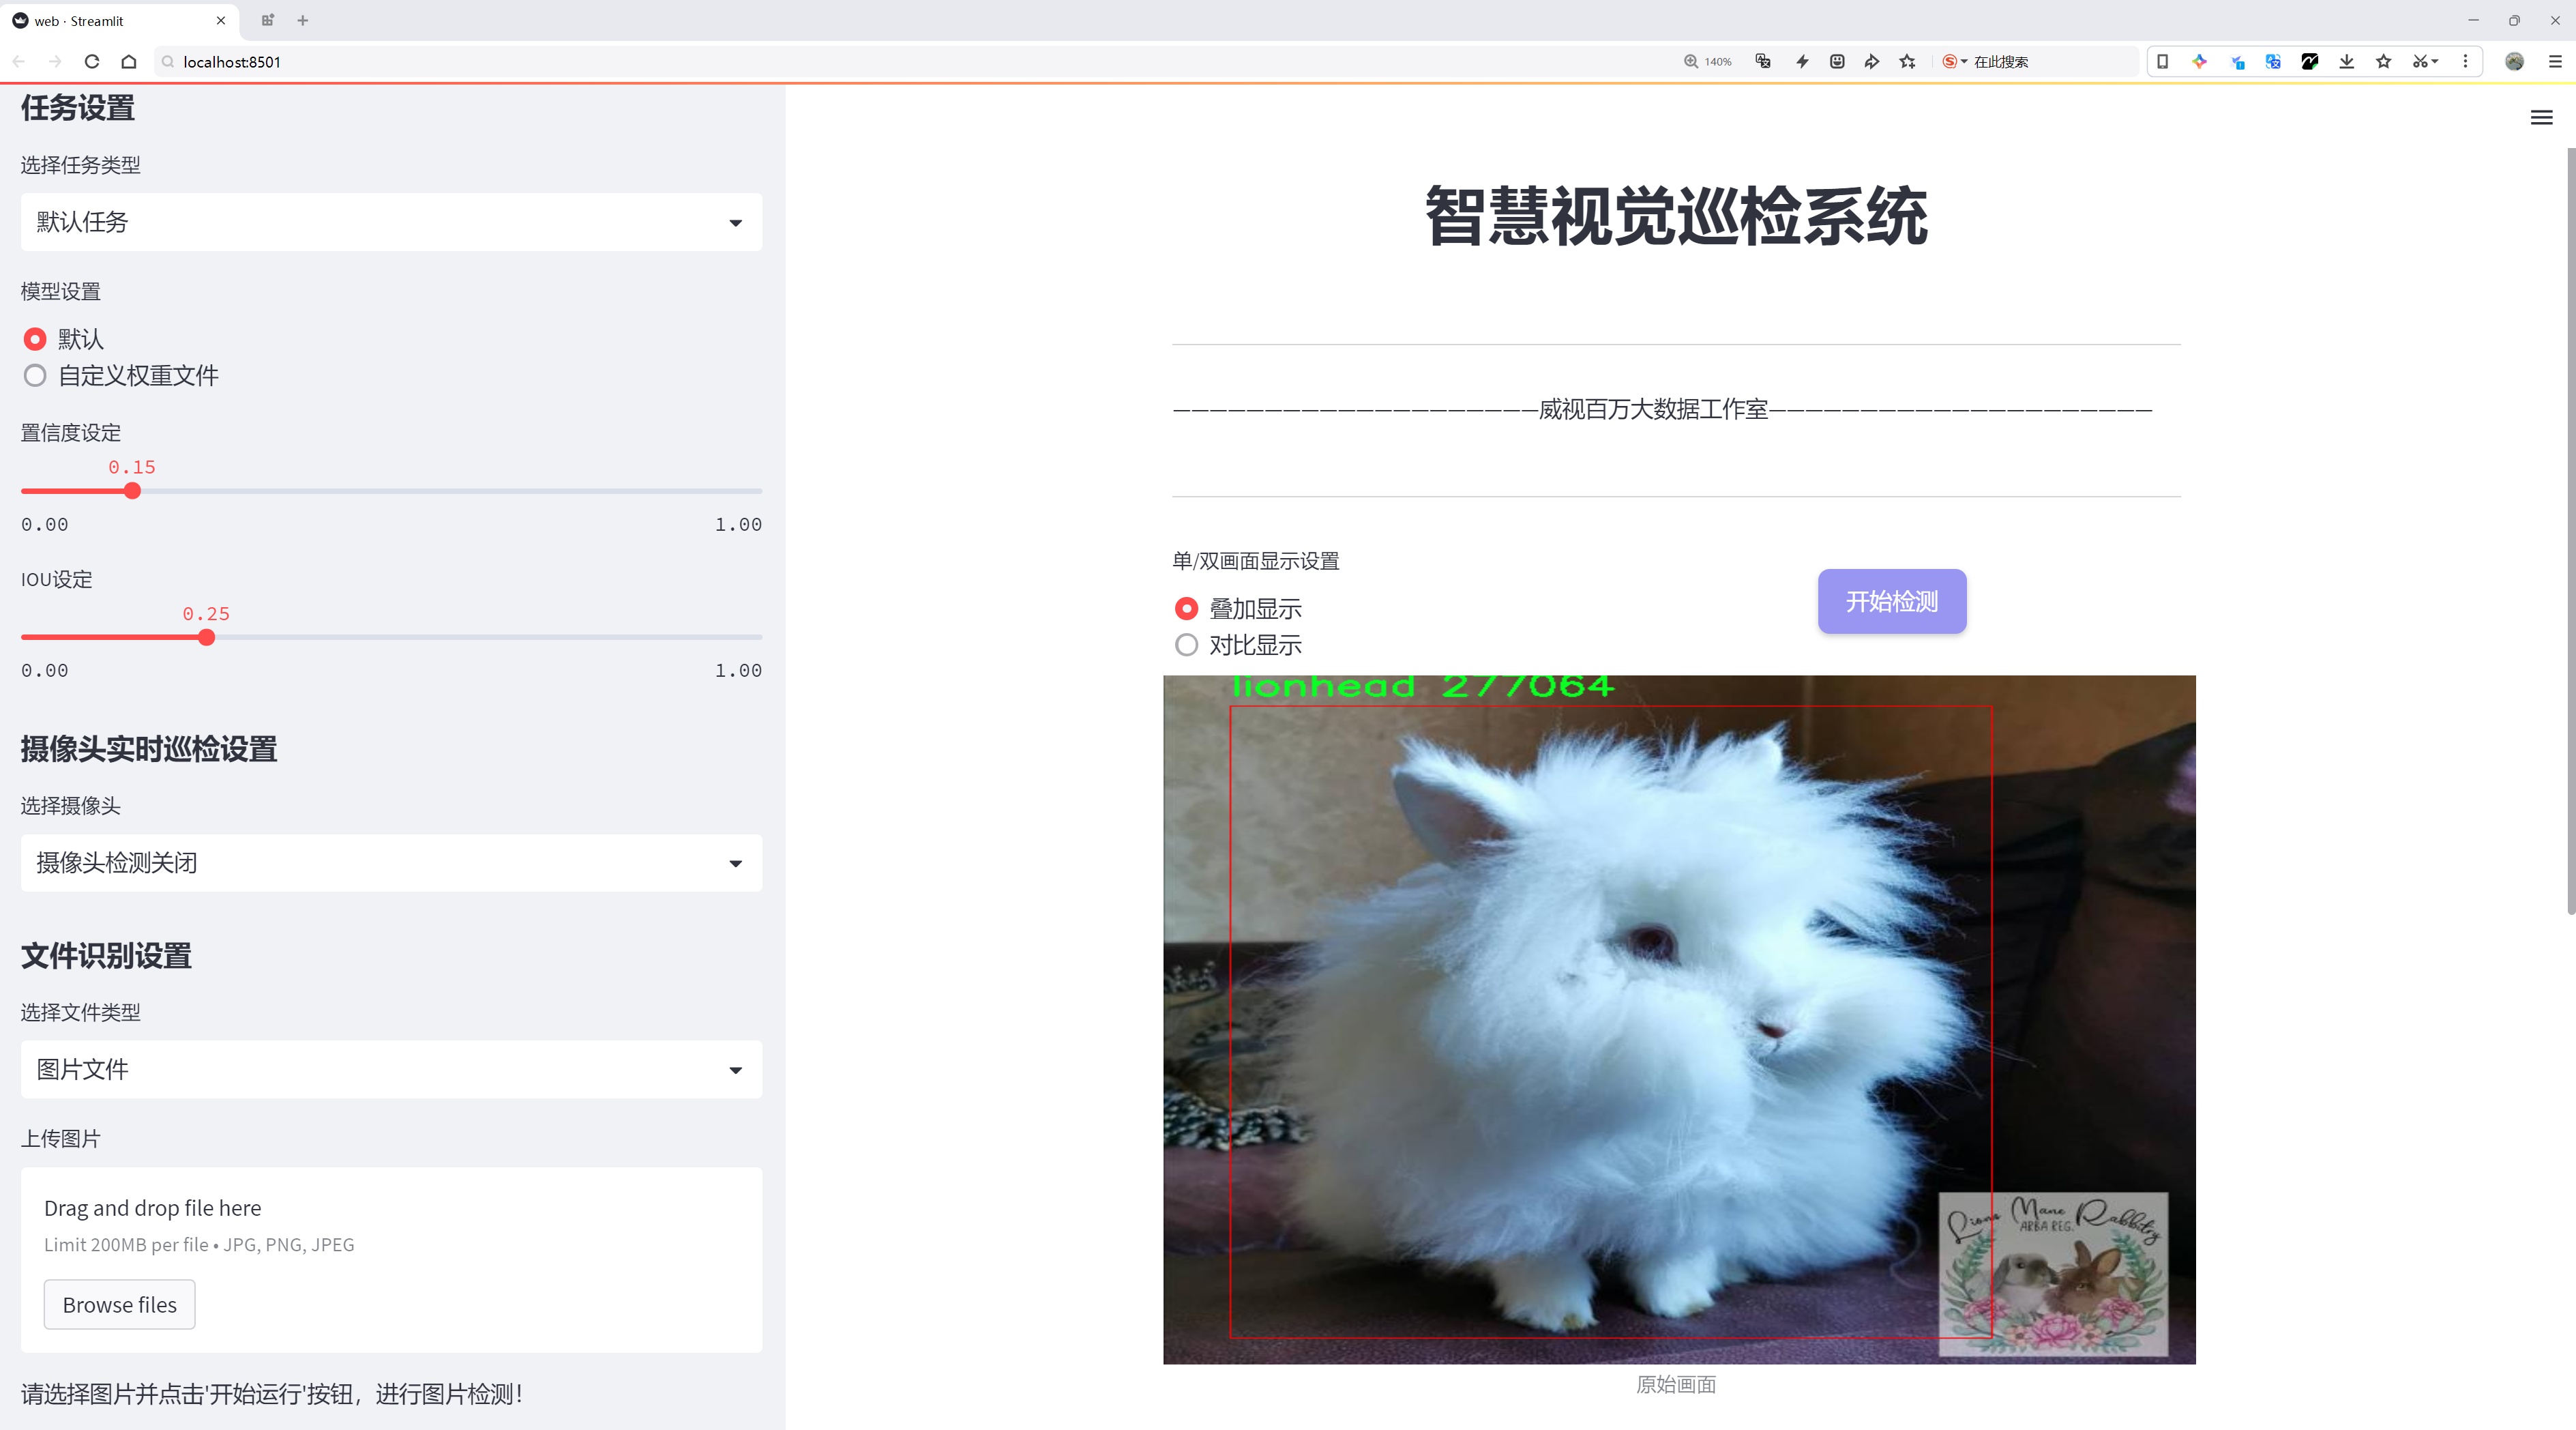 web · Streamlit
localhost:8501
140%
在此搜索
任务设置
选择任务类型
默认任务
模型设置
默认
自定义权重文件
置信度设定
0.15
0.00
1.00
IOU设定
0.25
0.00
1.00
摄像头实时巡检设置
选择摄像头
摄像头检测关闭
文件识别设置
选择文件类型
图片文件
上传图片
Drag and drop file here
Limit 200MB per file • JPG, PNG, JPEG
Browse files
请选择图片并点击'开始运行'按钮，进行图片检测！
智慧视觉巡检系统
—————————————————————威视百万大数据工作室——————————————————————
单/双画面显示设置
叠加显示
对比显示
开始检测
lionhead 277064
Lions Mane Rabbitry
ARBA REG.
原始画面